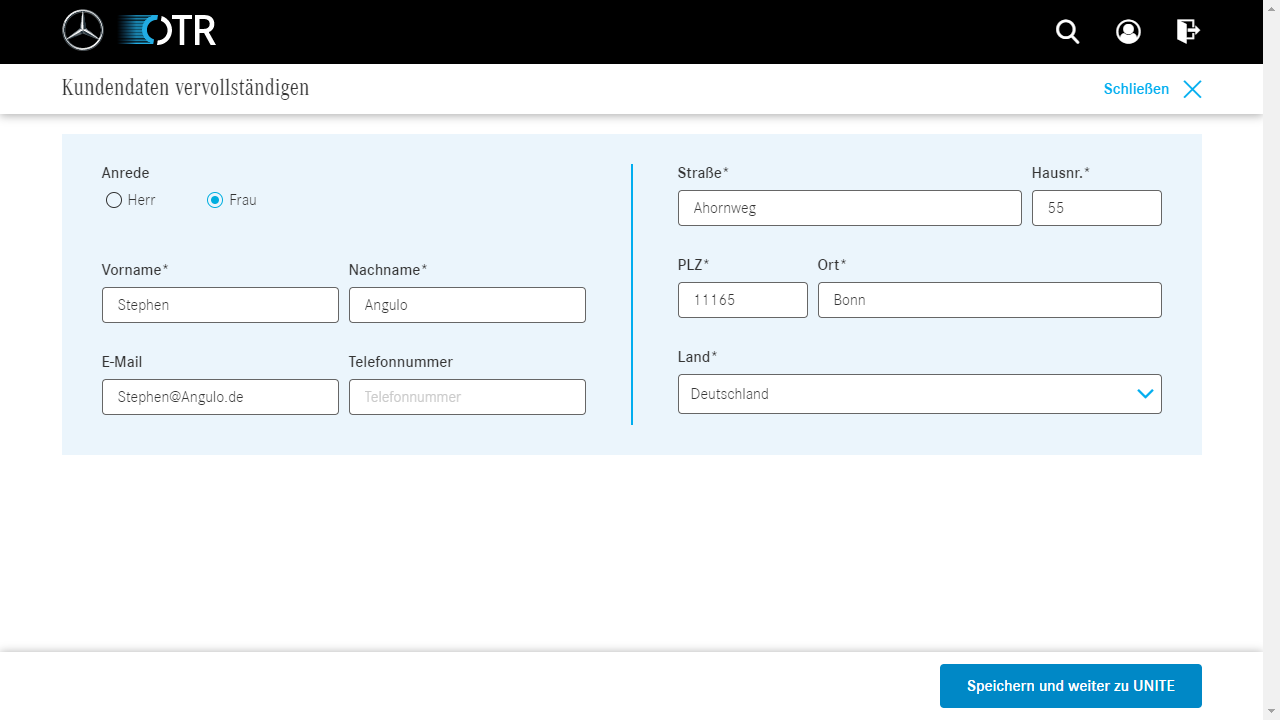 OTR
Kundendaten vervollständigen
Schließen
Anrede
Herr
Frau
Vorname*
Nachname*
Stephen
Angulo
E-Mail
Telefonnummer
Stephen@Angulo.de
Telefonnummer
Straße*
Hausnr.*
Ahornweg
55
PLZ*
Ort*
11165
Bonn
Land*
Deutschland
Speichern und weiter zu UNITE